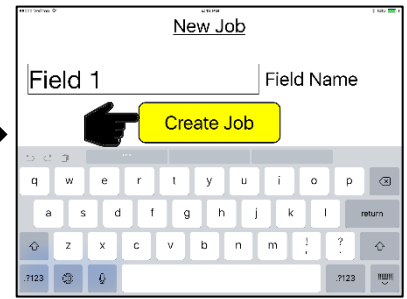 New Job
Field 1 Field Name
Create Job
q w e r t y u i o p
a s d f g h j k l return
z x c v b n m ! , ? .
.?123 .?123